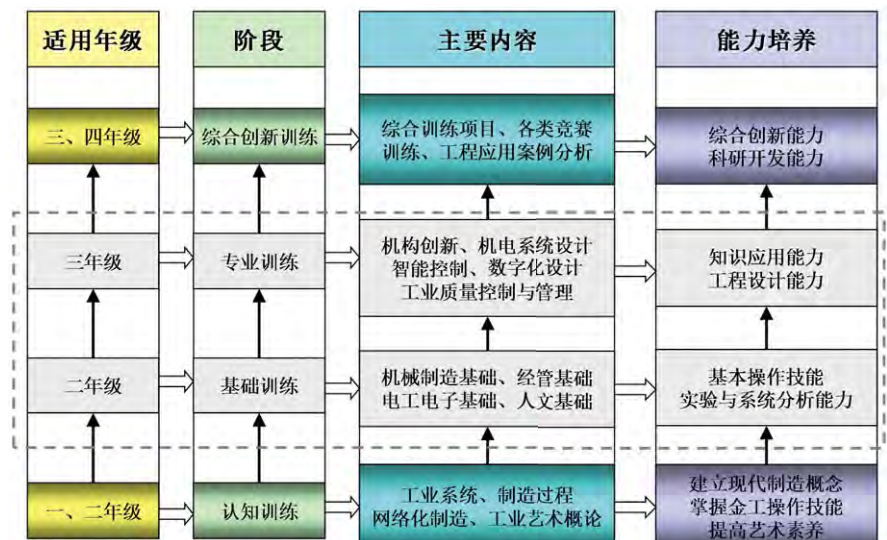 适用年级
阶段
主要内容
能力培养
三、四年级
综合创新训练
综合训练项目、各类竞赛
训练、工程应用案例分析
综合创新能力
科研开发能力
三年级
专业训练
机构创新、机电系统设计
智能控制、数字化设计
工业质量控制与管理
知识应用能力
工程设计能力
二年级
基础训练
机械制造基础、经管基础
电工电子基础、人文基础
基本操作技能
实验与系统分析能力
一、二年级
认知训练
工业系统、制造过程
网络化制造、工业艺术概论
建立现代制造概念
掌握金工操作技能
提高艺术素养